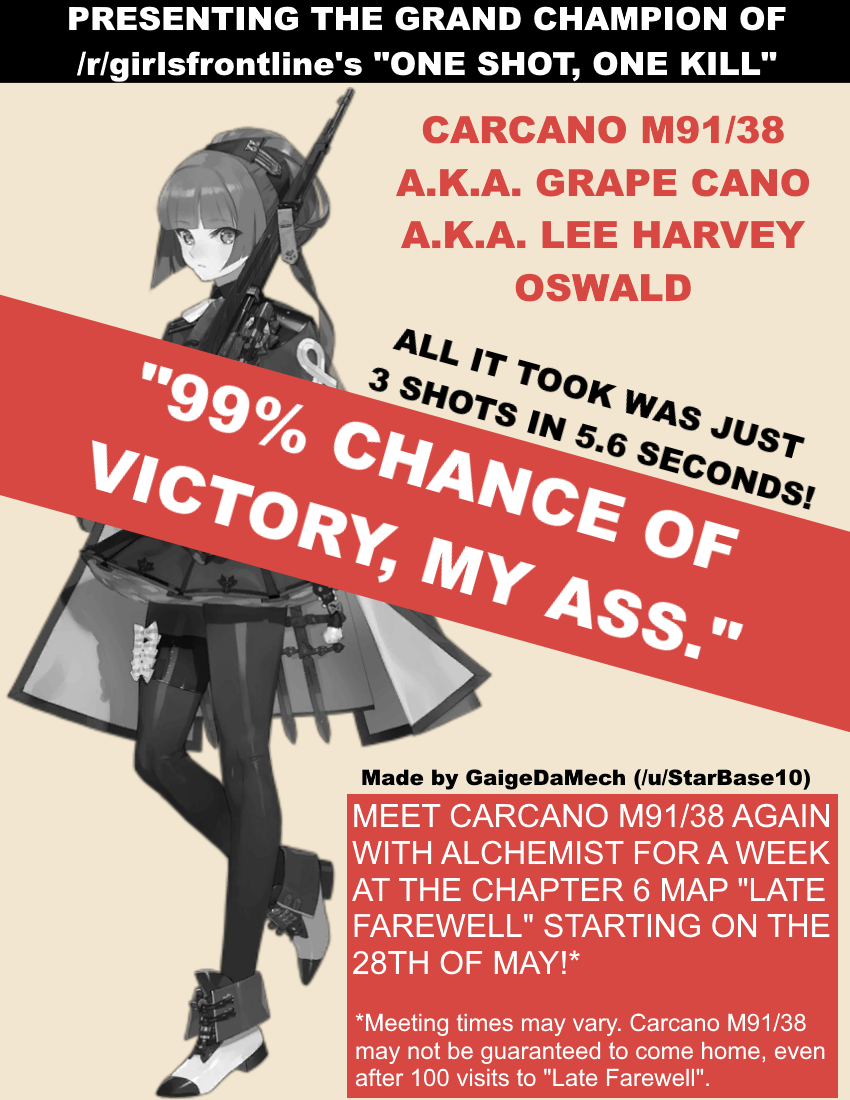 PRESENTING THE GRAND CHAMPION OF
/r/girlsfrontline's "ONE SHOT, ONE KILL"
CARCANO M91/38
A.K.A. GRAPE CANO
A.K.A. LEE HARVEY
OSWALD
ALL IT TOOK WAS JUST
3 SHOTS IN 5.6 SECONDS!
"99% CHANCE OF
VICTORY, MY ASS."
Made by GaigeDaMech (/u/StarBase10)
MEET CARCANO M91/38 AGAIN
WITH ALCHEMIST FOR A WEEK
AT THE CHAPTER 6 MAP "LATE
FAREWELL" STARTING ON THE
28TH OF MAY!*
*Meeting times may vary. Carcano M91/38
may not be guaranteed to come home, even
after 100 visits to "Late Farewell".